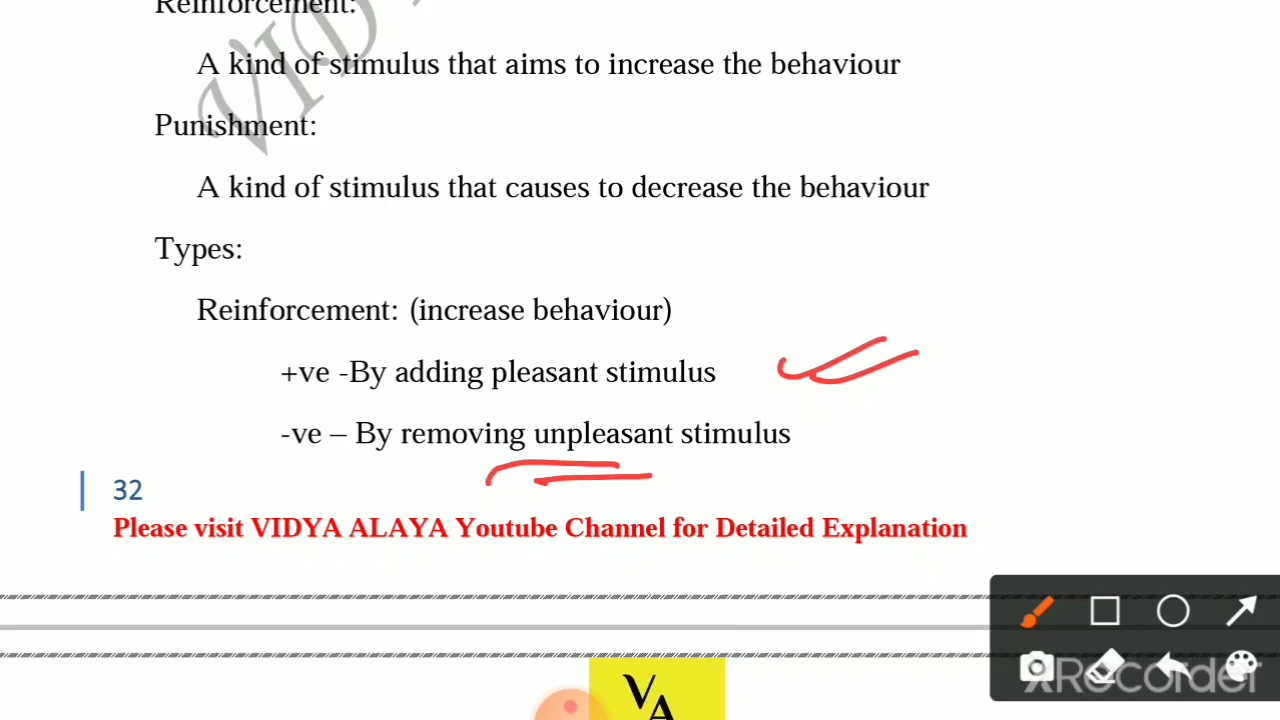 Reinforcement:
A kind of stimulus that aims to increase the behaviour
Punishment:
A kind of stimulus that causes to decrease the behaviour
Types:
Reinforcement: (increase behaviour)
+ve -By adding pleasant stimulus
-ve – By removing unpleasant stimulus
32
Please visit VIDYA ALAYA Youtube Channel for Detailed Explanation
XRecorder
VA
VID